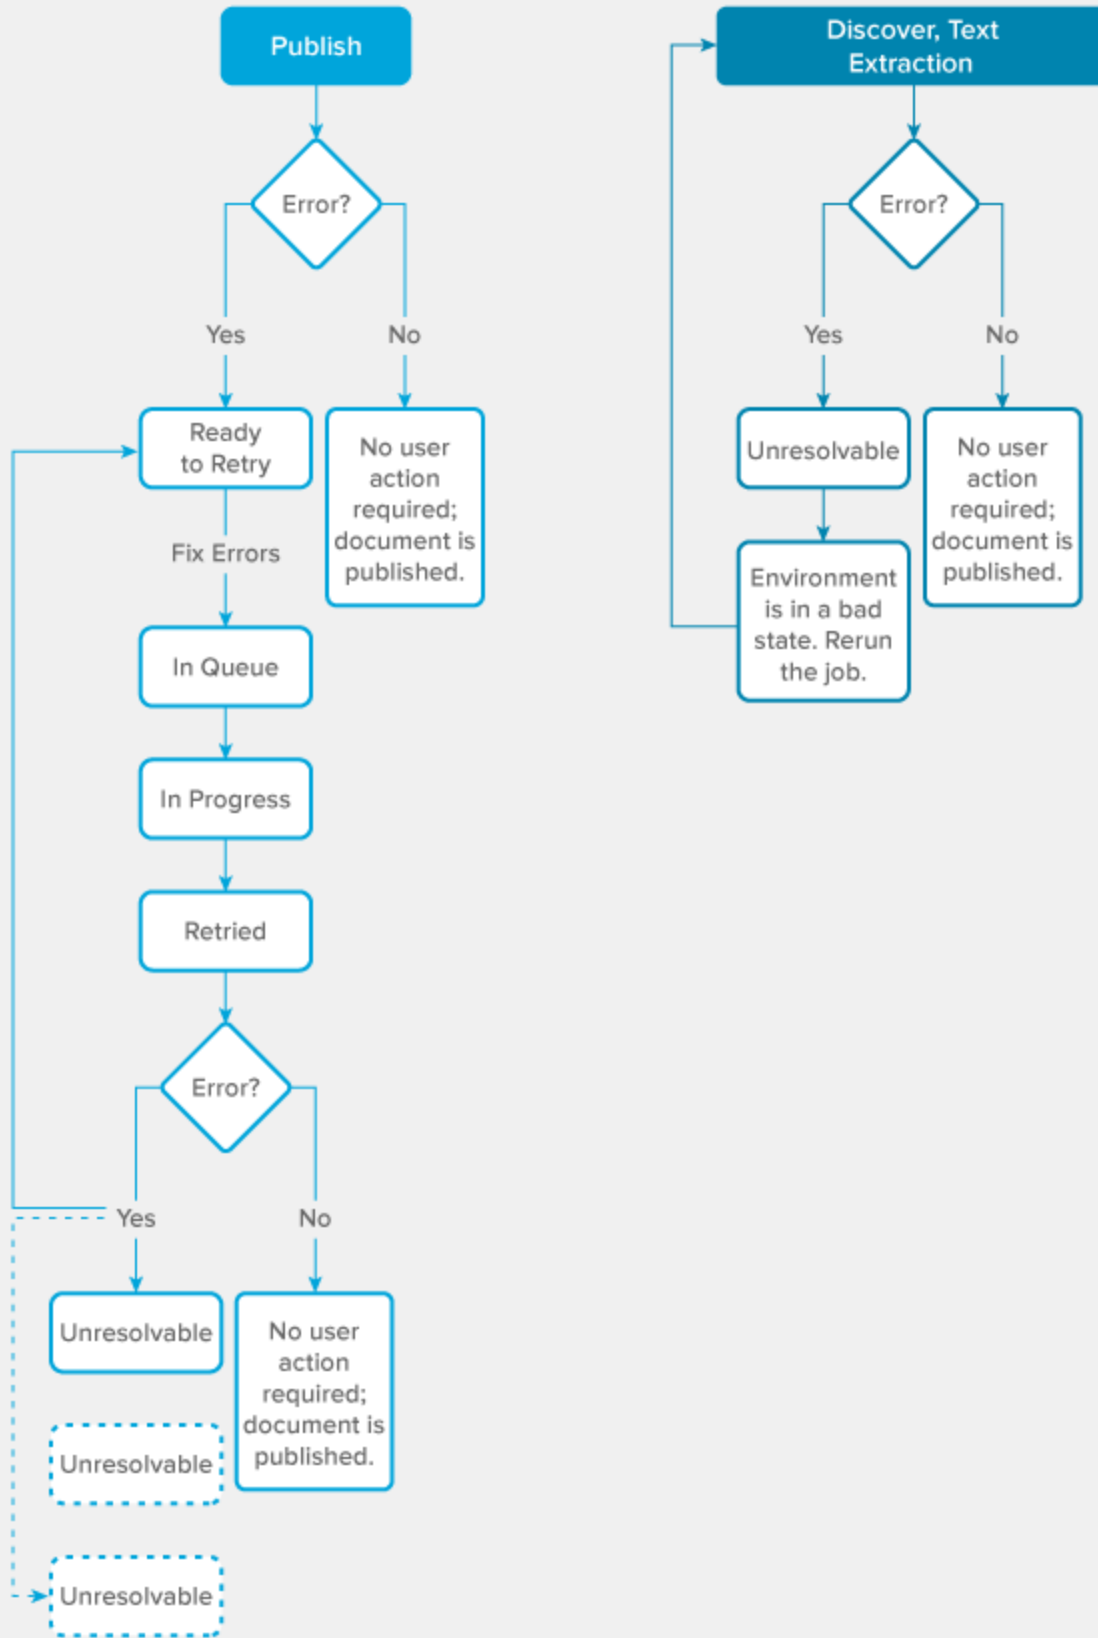 Publish
Error?
Yes
No
Ready
to Retry
No user
action
required;
document is
published.
Fix Errors
In Queue
In Progress
Retried
Error?
Yes
No
Unresolvable
No user
action
required;
document is
published.
Unresolvable
Unresolvable
Discover, Text
Extraction
Error?
Yes
No
Unresolvable
No user
action
required;
document is
published.
Environment
is in a bad
state. Rerun
the job.